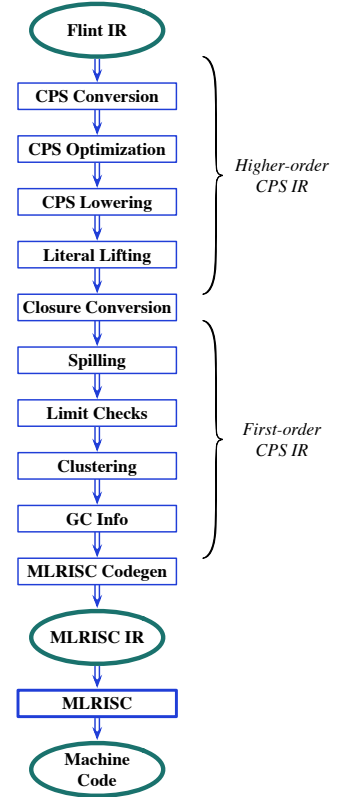 Flint IR
CPS Conversion
CPS Optimization
Higher-order
CPS IR
CPS Lowering
Literal Lifting
Closure Conversion
Spilling
Limit Checks
First-order
CPS IR
Clustering
GC Info
MLRISC Codegen
MLRISC IR
MLRISC
Machine
Code